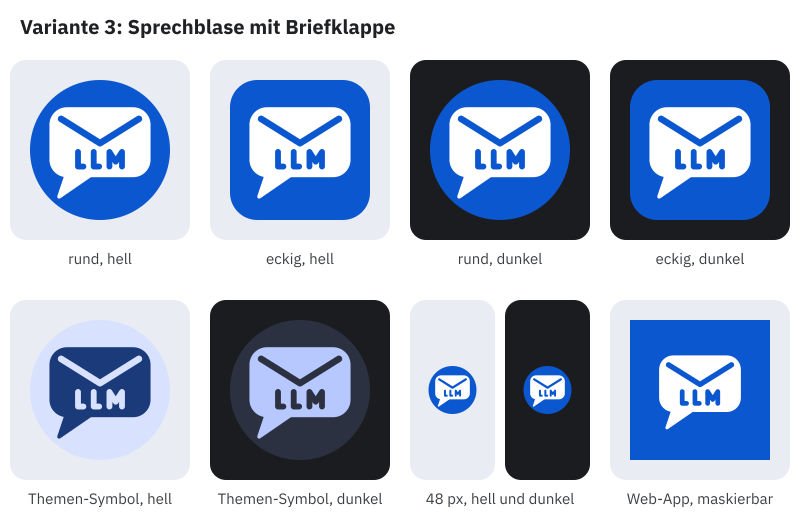 Variante 3: Sprechblase mit Briefklappe
LLM
LLM
LLM
LLM
rund, hell
eckig, hell
rund, dunkel
eckig, dunkel
LLM
LLM
LLM
LLM
LLM
Themen-Symbol, hell
Themen-Symbol, dunkel
48 px, hell und dunkel
Web-App, maskierbar